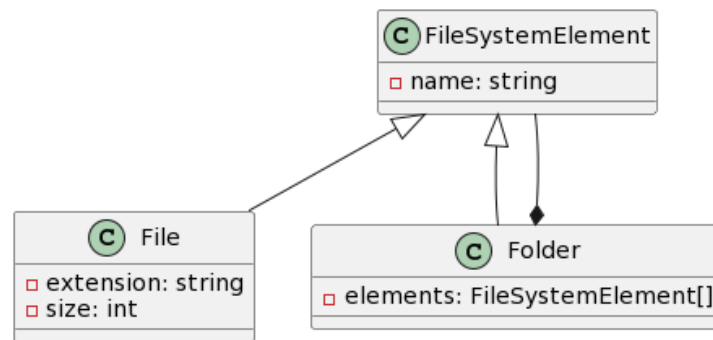 C FileSystemElement
name: string
C File
extension: string
size: int
C Folder
elements: FileSystemElement[]